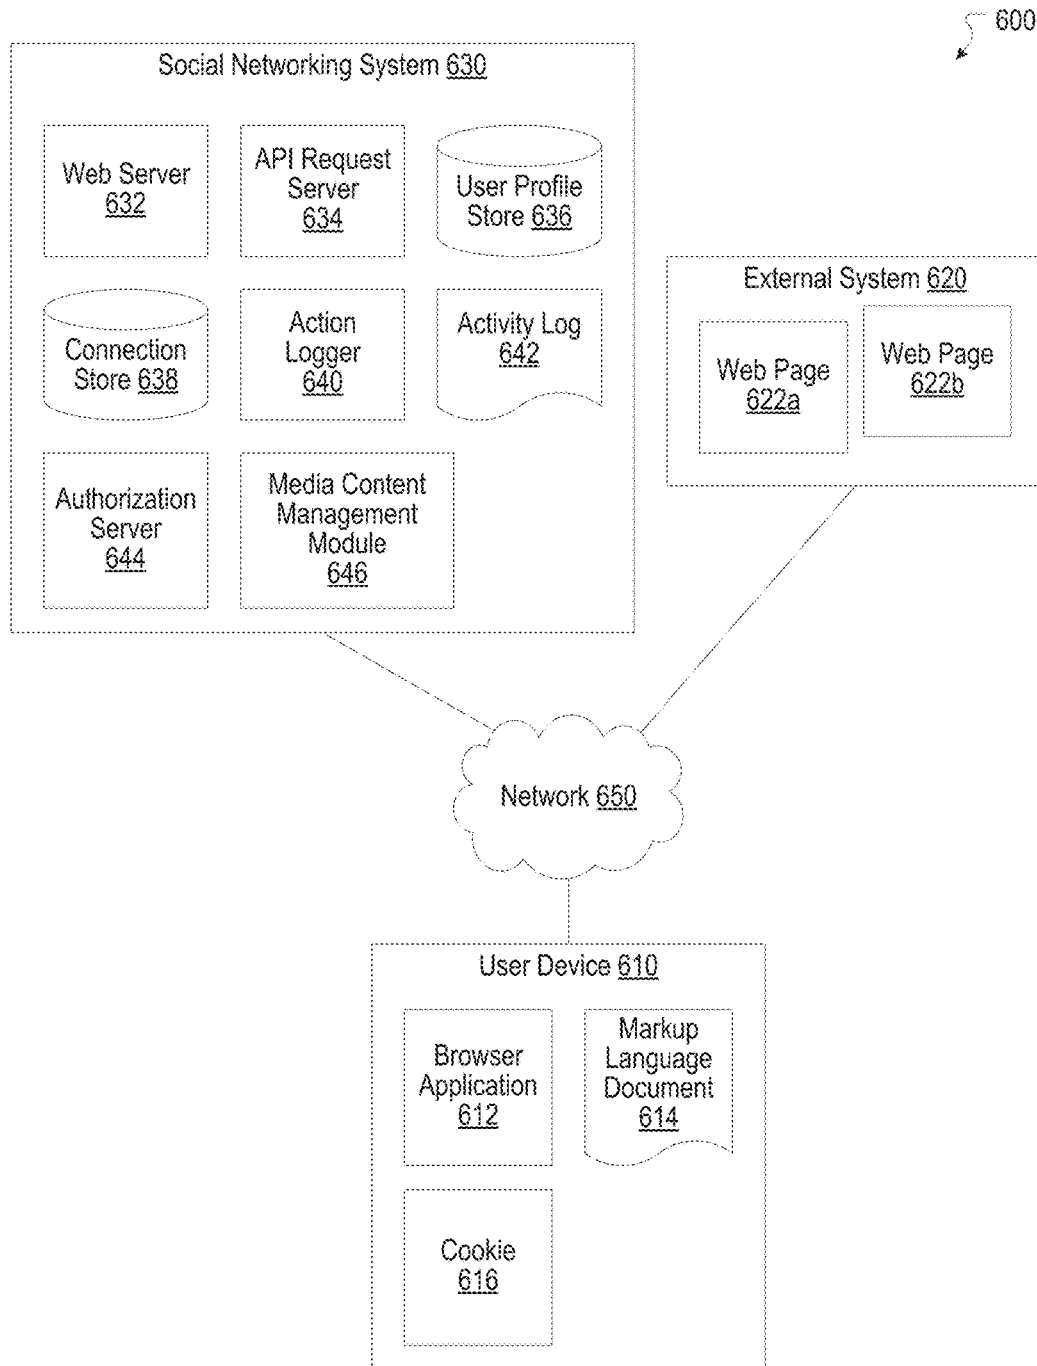 600
Social Networking System 630
Web Server
632
API Request
Server
634
User Profile
Store 636
Connection
Store 638
Action
Logger
640
Activity Log
642
Authorization
Server
644
Media Content
Management
Module
646
External System 620
Web Page
622a
Web Page
622b
Network 650
User Device 610
Browser
Application
612
Markup
Language
Document
614
Cookie
616